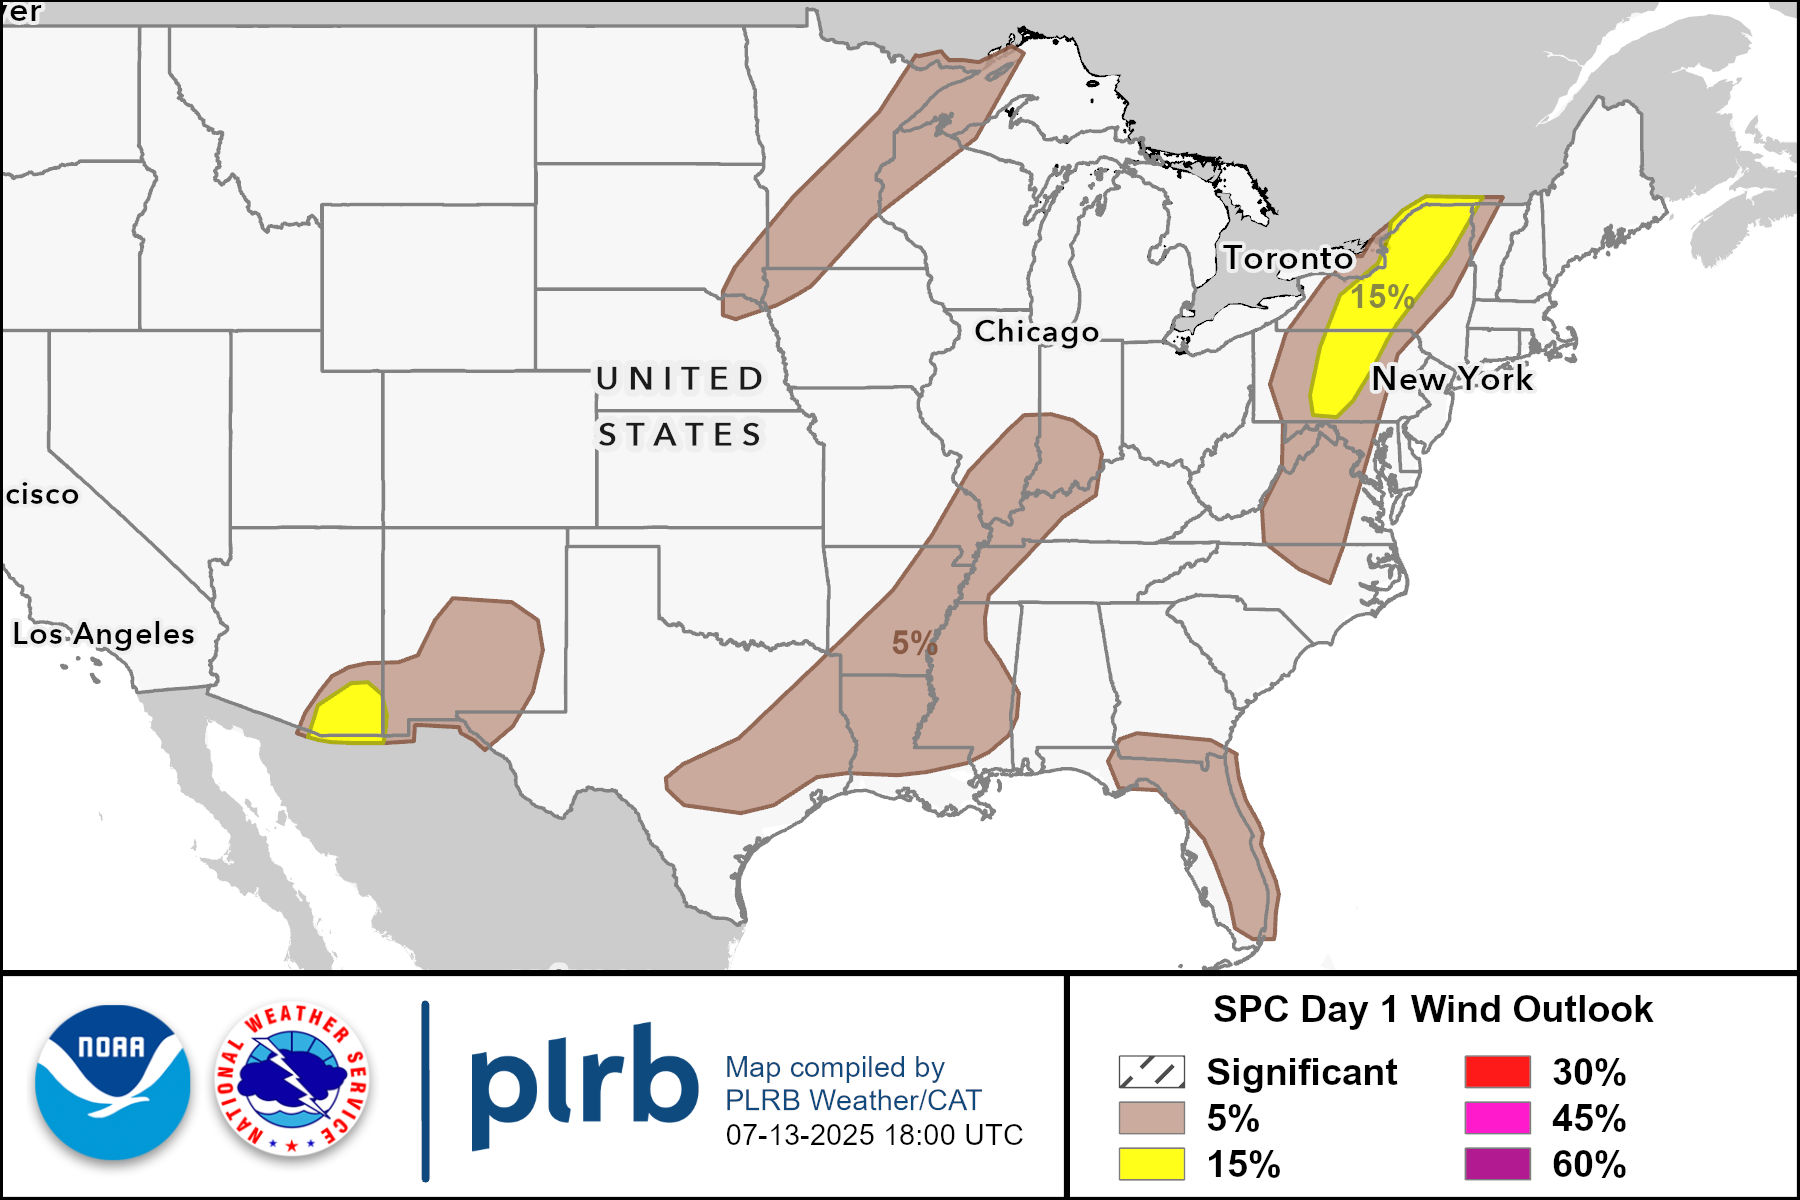 ver
Toronto
15%
Chicago
New York
UNITED
STATES
cisco
Los Angeles
5%
NOAA
NATIONAL WEATHER SERVICE
plrb
Map compiled by
PLRB Weather/CAT
07-13-2025 18:00 UTC
SPC Day 1 Wind Outlook
Significant
30%
5%
45%
15%
60%